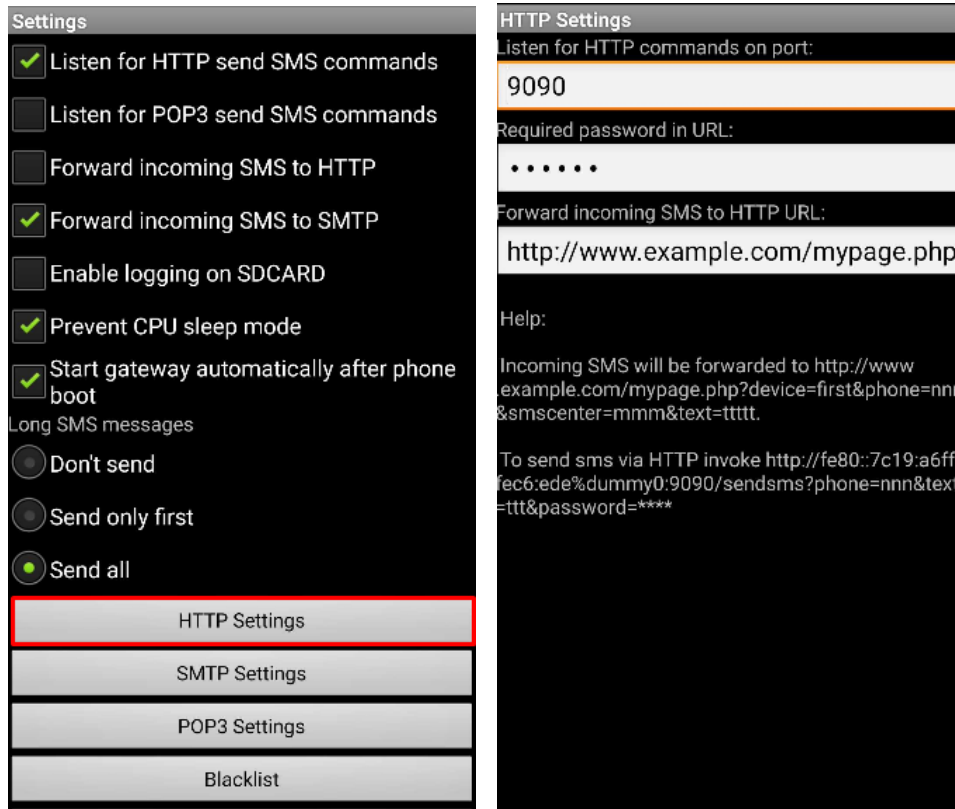 Settings
Listen for HTTP send SMS commands
Listen for POP3 send SMS commands
Forward incoming SMS to HTTP
Forward incoming SMS to SMTP
Enable logging on SDCARD
Prevent CPU sleep mode
Start gateway automatically after phone
boot
Long SMS messages
Don't send
Send only first
Send all
HTTP Settings
SMTP Settings
POP3 Settings
Blacklist
HTTP Settings
Listen for HTTP commands on port:
9090
Required password in URL:
••••••
Forward incoming SMS to HTTP URL:
http://www.example.com/mypage.php
Help:
Incoming SMS will be forwarded to http://www
.example.com/mypage.php?device=first&phone=nnn
&smscenter=mmm&text=ttttt.
To send sms via HTTP invoke http://fe80::7c19:a6ff
fec6:ede%dummy0:9090/sendsms?phone=nnn&text
=ttt&password=****